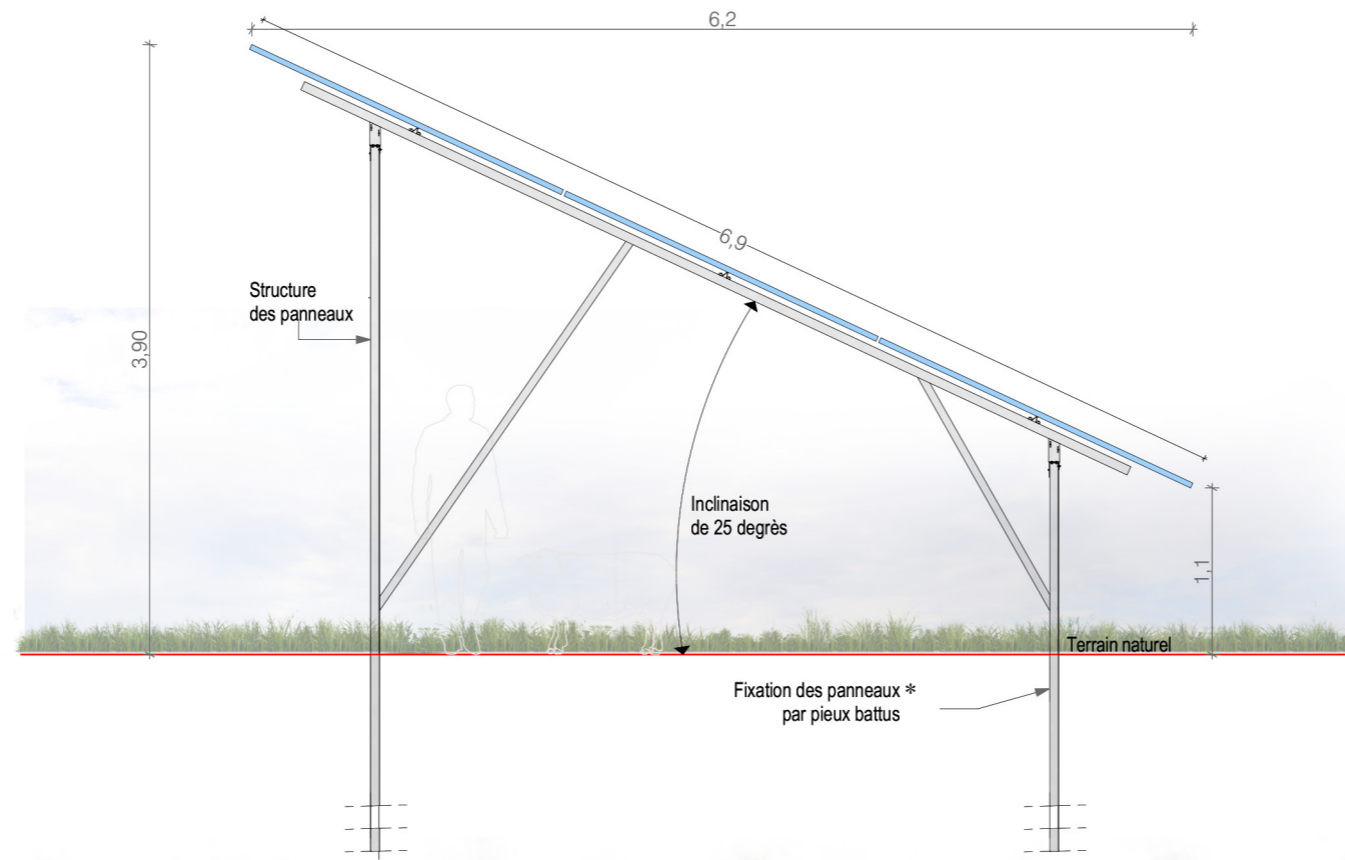 6,2
6,9
Structure
des panneaux
3,90
Inclinaison
de 25 degrès
1,1
Terrain naturel
Fixation des panneaux *
par pieux battus